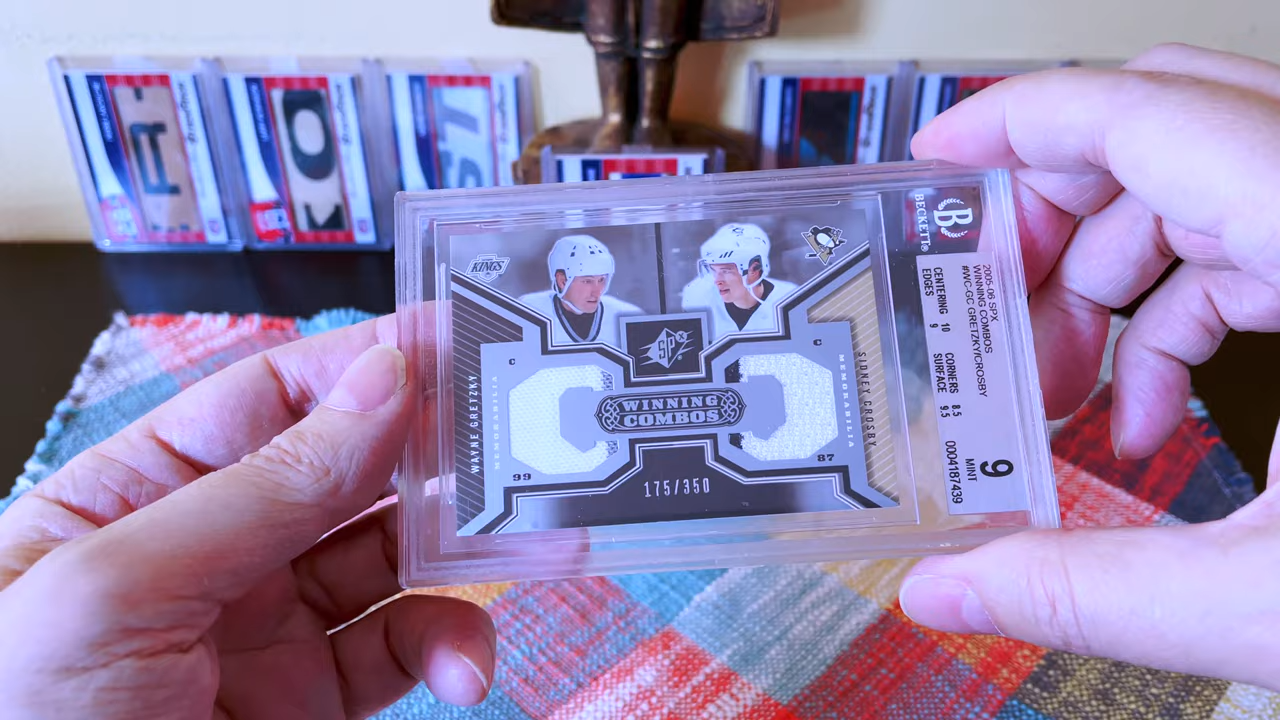 KINGS
SPX
C
C
WAYNE GRETZKY
MEMORABILIA
WINNING
COMBOS
MEMORABILIA
SIDNEY CROSBY
99
87
175/350
B
BECKETT®
2005-06 SPX
WINNING COMBOS
#WC-GC GRETZKY/CROSBY
CENTERING 10 CORNERS 8.5
EDGES 9 SURFACE 9.5
9
MINT
0004187439
A
O
ST